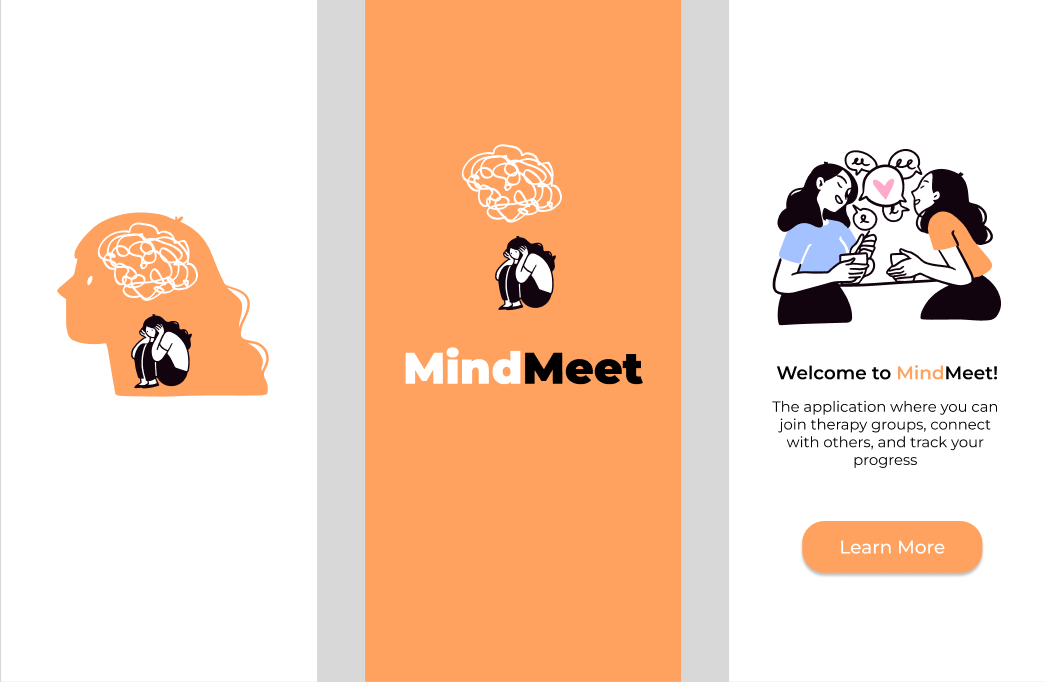 MindMeet
Welcome to MindMeet!
The application where you can
join therapy groups, connect
with others, and track your
progress
Learn More